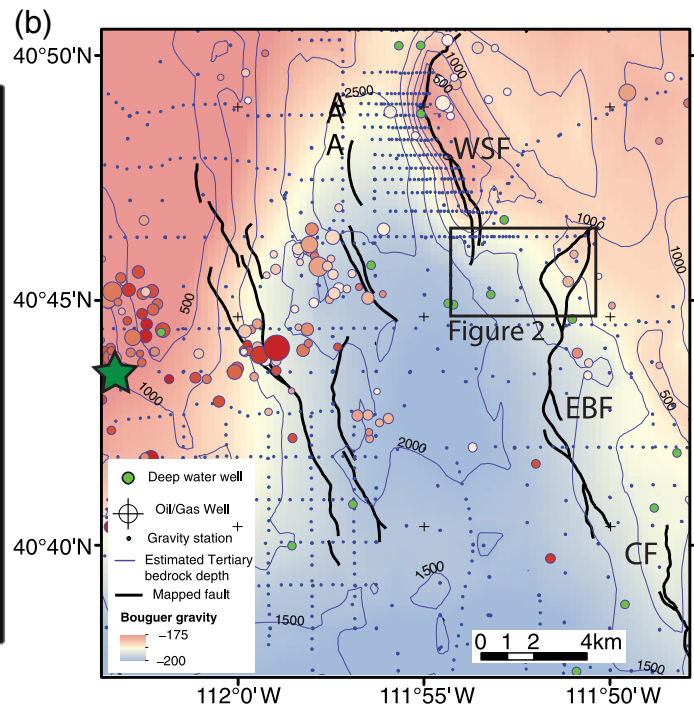 (b)
40°50'N
40°45'N
40°40'N
112°0'W
111°55'W
111°50'W
2500
1000
500
WSF
A
A
A
1000
1000
500
Figure 2
1000
EBF
500
2000
CF
1500
1500
1500
Deep water well
Oil/Gas Well
Gravity station
Estimated Tertiary
bedrock depth
Mapped fault
Bouguer gravity
−175
−200
0 1 2 4km